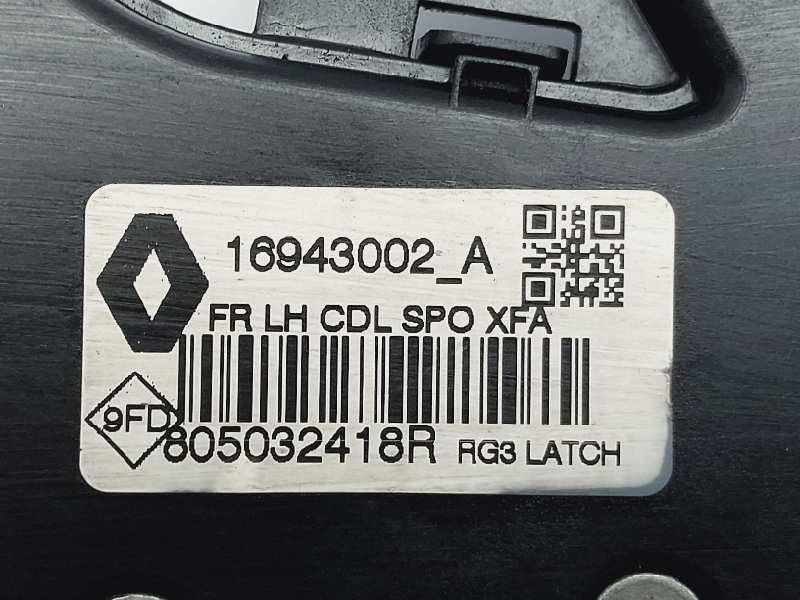 16943002_A
FR LH CDL SPO XFA
9FD
805032418R RG3 LATCH